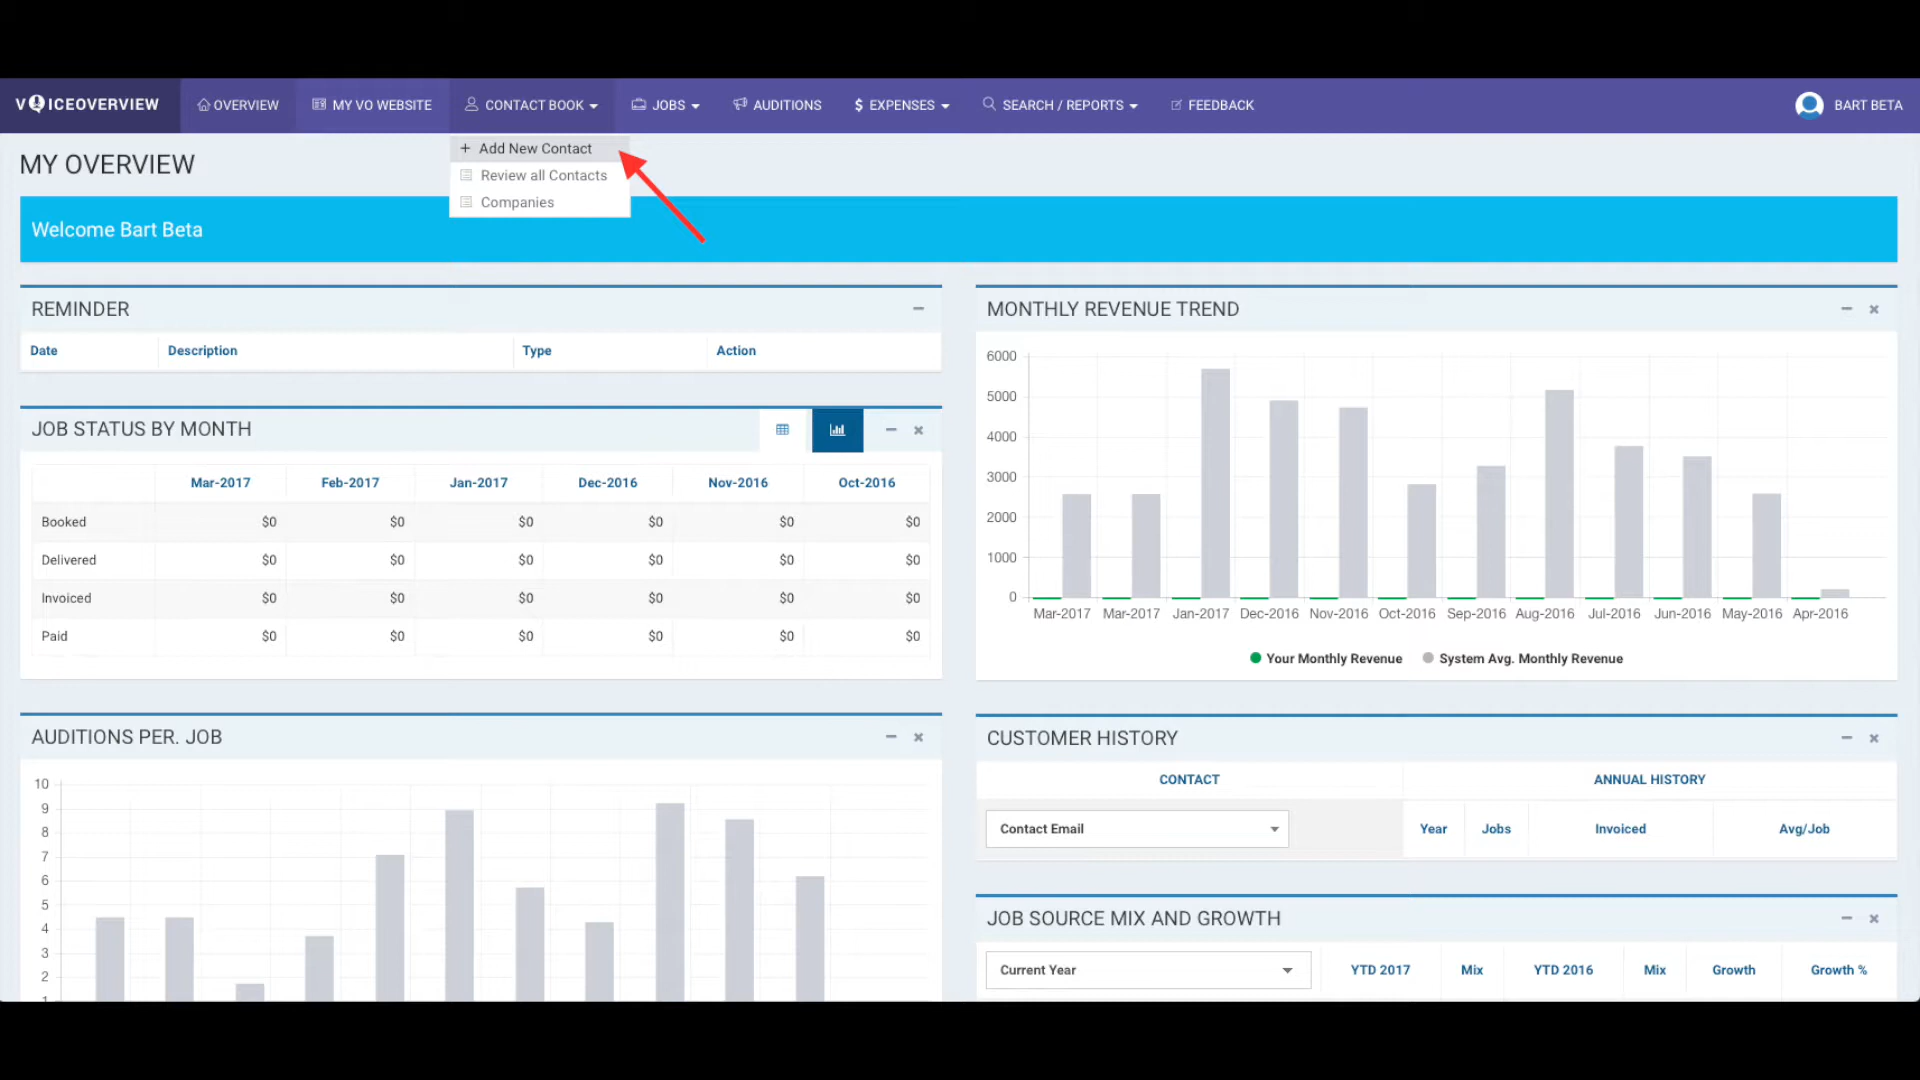 VOICEOVERVIEW
OVERVIEW
MY VO WEBSITE
CONTACT BOOK
JOBS
AUDITIONS
$ EXPENSES
SEARCH / REPORTS
FEEDBACK
BART BETA
+ Add New Contact
Review all Contacts
Companies
MY OVERVIEW
Welcome Bart Beta
REMINDER
Date Description Type Action
JOB STATUS BY MONTH
Mar-2017 Feb-2017 Jan-2017 Dec-2016 Nov-2016 Oct-2016
Booked $0 $0 $0 $0 $0 $0
Delivered $0 $0 $0 $0 $0 $0
Invoiced $0 $0 $0 $0 $0 $0
Paid $0 $0 $0 $0 $0 $0
AUDITIONS PER. JOB
10
9
8
7
6
5
4
3
2
1
MONTHLY REVENUE TREND
6000
5000
4000
3000
2000
1000
0
Mar-2017 Mar-2017 Jan-2017 Dec-2016 Nov-2016 Oct-2016 Sep-2016 Aug-2016 Jul-2016 Jun-2016 May-2016 Apr-2016
Your Monthly Revenue System Avg. Monthly Revenue
CUSTOMER HISTORY
CONTACT ANNUAL HISTORY
Contact Email Year Jobs Invoiced Avg/Job
JOB SOURCE MIX AND GROWTH
Current Year YTD 2017 Mix YTD 2016 Mix Growth Growth %